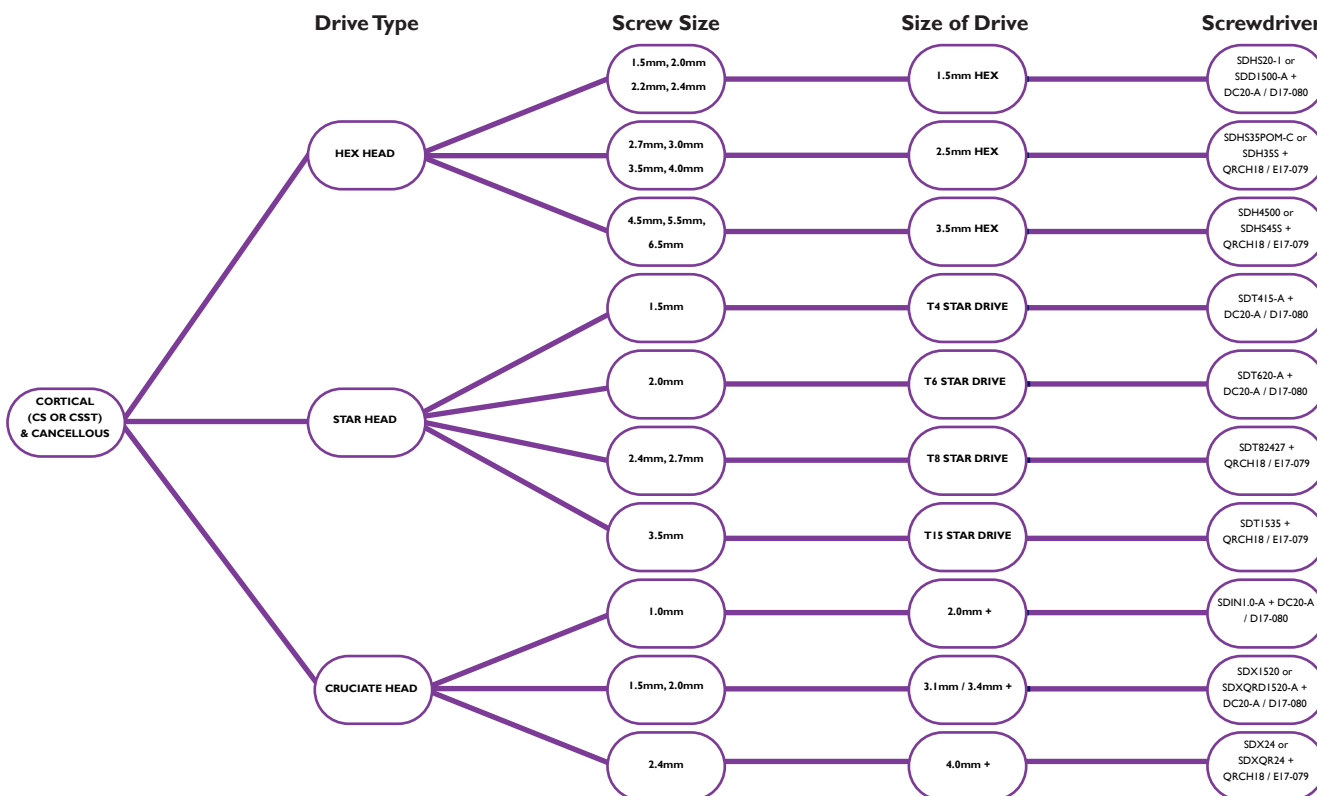 Drive Type
Screw Size
Size of Drive
Screwdriver
CORTICAL
(CS OR CSST)
& CANCELLOUS
HEX HEAD
1.5mm, 2.0mm
2.2mm, 2.4mm
1.5mm HEX
SDHS20-1 or
SDD1500-A +
DC20-A / D17-080
2.7mm, 3.0mm
3.5mm, 4.0mm
2.5mm HEX
SDHS35POM-C or
SDH35S +
QRCH18 / E17-079
4.5mm, 5.5mm,
6.5mm
3.5mm HEX
SDH4500 or
SDHS45S +
QRCH18 / E17-079
STAR HEAD
1.5mm
T4 STAR DRIVE
SDT415-A +
DC20-A / D17-080
2.0mm
T6 STAR DRIVE
SDT620-A +
DC20-A / D17-080
2.4mm, 2.7mm
T8 STAR DRIVE
SDT82427 +
QRCH18 / E17-079
3.5mm
T15 STAR DRIVE
SDT1535 +
QRCH18 / E17-079
CRUCIATE HEAD
1.0mm
2.0mm +
SDIN1.0-A + DC20-A
/ D17-080
1.5mm, 2.0mm
3.1mm / 3.4mm +
SDX1520 or
SDXQRD1520-A +
DC20-A / D17-080
2.4mm
4.0mm +
SDX24 or
SDXQR24 +
QRCH18 / E17-079